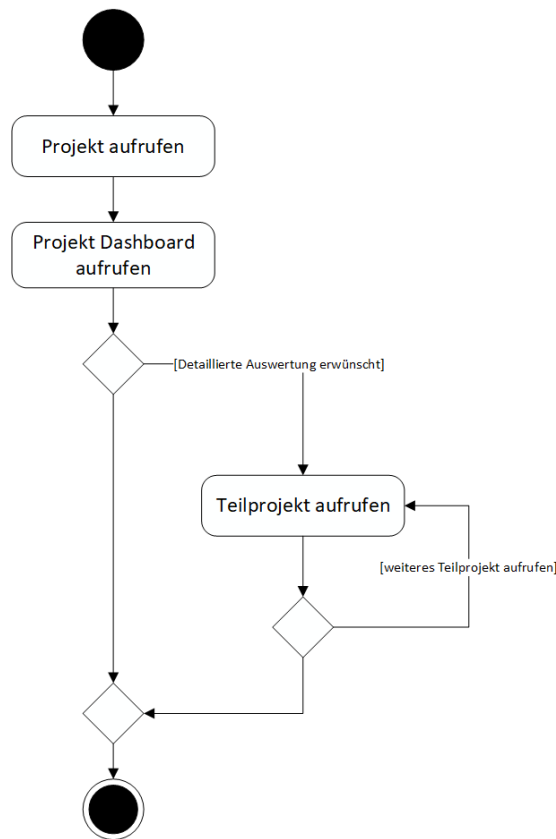 Projekt aufrufen
Projekt Dashboard
aufrufen
[Detaillierte Auswertung erwünscht]
Teilprojekt aufrufen
[weiteres Teilprojekt aufrufen]